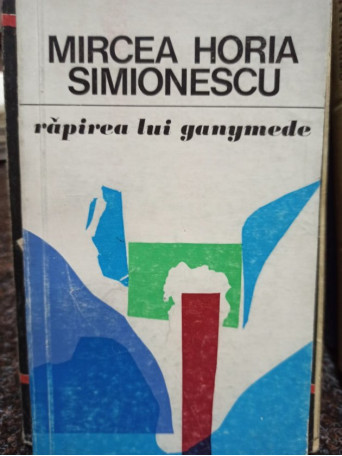 MIRCEA HORIA
SIMIONESCU
răpirea lui ganymede